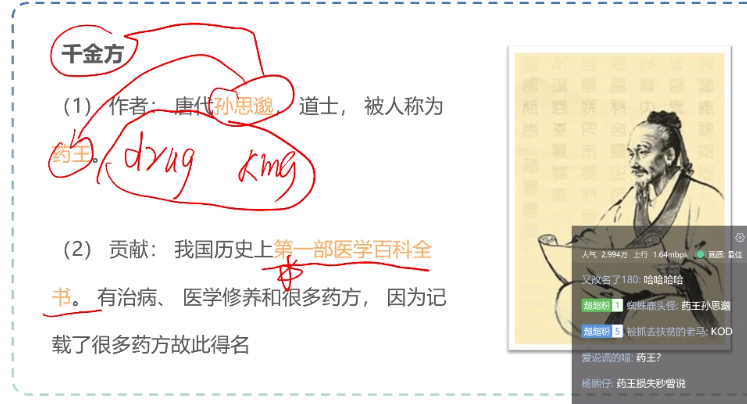 千金方
（1） 作者： 唐代孙思邈， 道士， 被人称为
药王。
drug king
（2） 贡献： 我国历史上第一部医学百科全
书。 有治病、 医学修养和很多药方， 因为记
载了很多药方故此得名
人气: 2.994万 上行: 1.64mbps 画质: 最佳
又改名了180: 哈哈哈哈
超超粉 1 蜘蛛鹿头怪: 药王孙思邈
超超粉 5 被抓去扶贫的老马: KOD
爱说谎的喵: 药王?
杨熙仔: 药王损失秒曾说